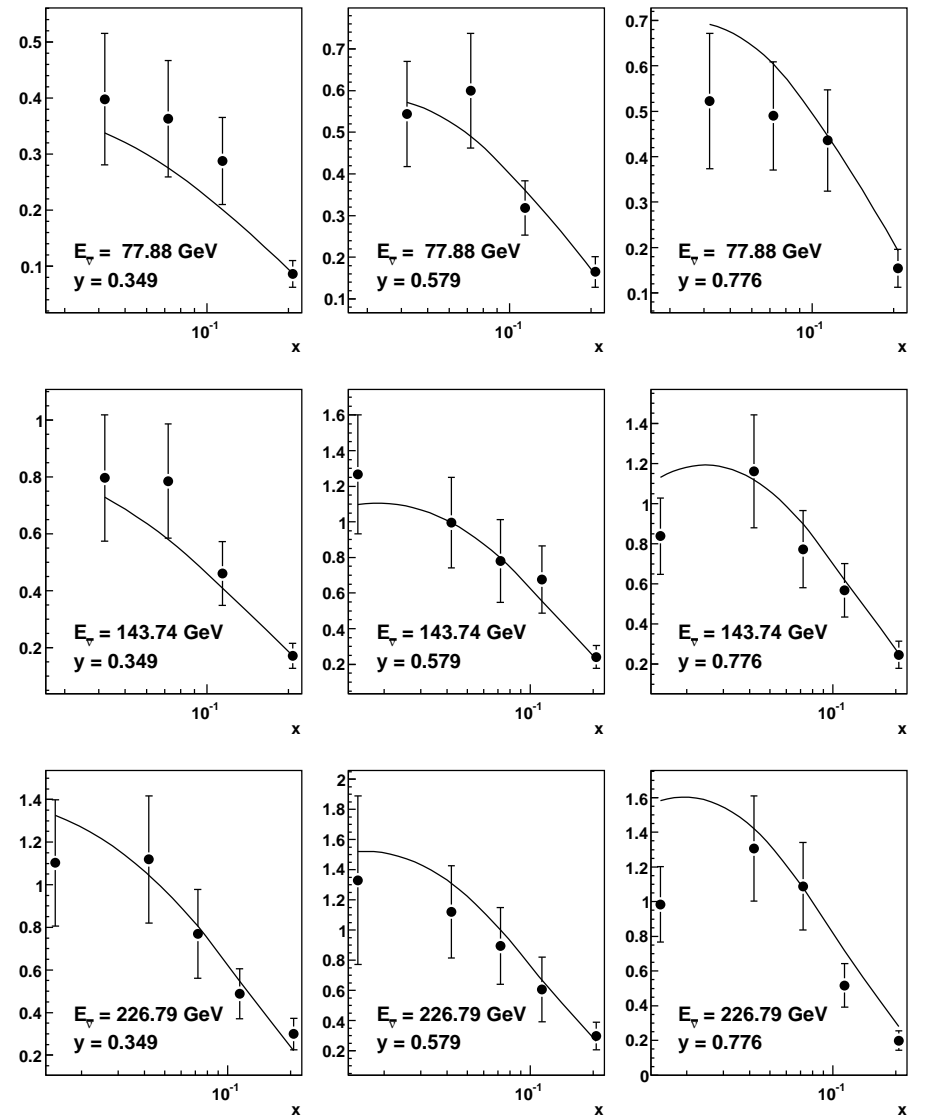 0.5
0.4
0.3
0.2
0.1
E_ν̄ = 77.88 GeV
y = 0.349
10⁻¹
x
0.7
0.6
0.5
0.4
0.3
0.2
0.1
E_ν̄ = 77.88 GeV
y = 0.579
10⁻¹
x
0.7
0.6
0.5
0.4
0.3
0.2
0.1
E_ν̄ = 77.88 GeV
y = 0.776
10⁻¹
x
1
0.8
0.6
0.4
0.2
E_ν̄ = 143.74 GeV
y = 0.349
10⁻¹
x
1.6
1.4
1.2
1
0.8
0.6
0.4
0.2
E_ν̄ = 143.74 GeV
y = 0.579
10⁻¹
x
1.4
1.2
1
0.8
0.6
0.4
0.2
E_ν̄ = 143.74 GeV
y = 0.776
10⁻¹
x
1.4
1.2
1
0.8
0.6
0.4
0.2
E_ν̄ = 226.79 GeV
y = 0.349
10⁻¹
x
2
1.8
1.6
1.4
1.2
1
0.8
0.6
0.4
0.2
E_ν̄ = 226.79 GeV
y = 0.579
10⁻¹
x
1.6
1.4
1.2
1
0.8
0.6
0.4
0.2
0
E_ν̄ = 226.79 GeV
y = 0.776
10⁻¹
x